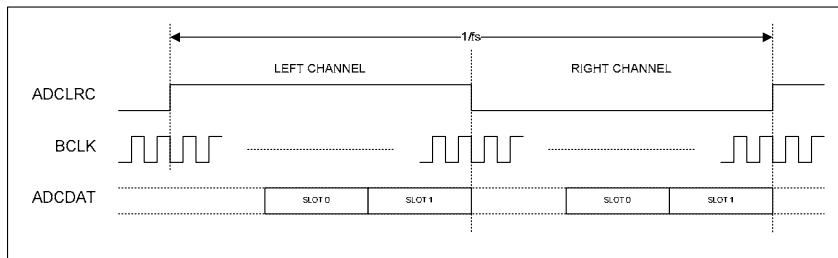 1/fs
LEFT CHANNEL
RIGHT CHANNEL
ADCLRC
BCLK
ADCDAT
SLOT 0
SLOT 1
SLOT 0
SLOT 1